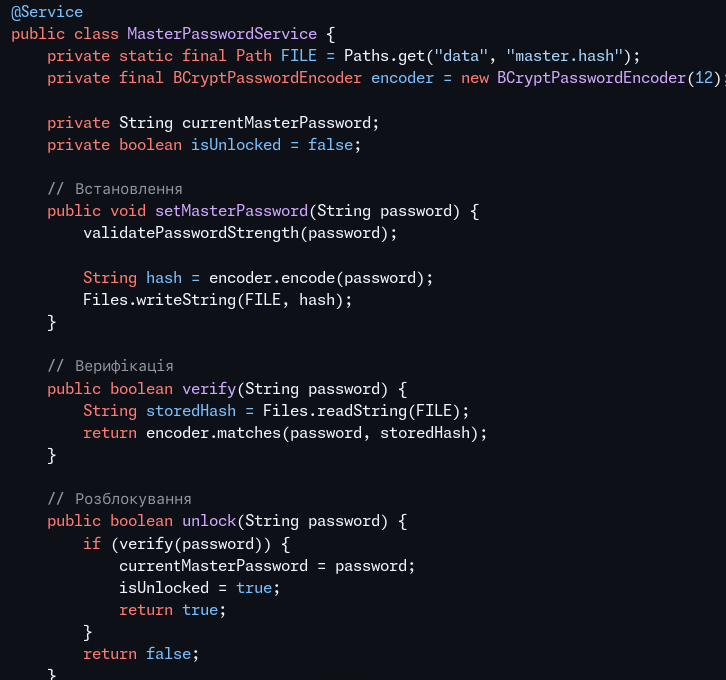 @Service
public class MasterPasswordService {
    private static final Path FILE = Paths.get("data", "master.hash");
    private final BCryptPasswordEncoder encoder = new BCryptPasswordEncoder(12);
    private String currentMasterPassword;
    private boolean isUnlocked = false;
    // Встановлення
    public void setMasterPassword(String password) {
        validatePasswordStrength(password);
        String hash = encoder.encode(password);
        Files.writeString(FILE, hash);
    }
    // Верифікація
    public boolean verify(String password) {
        String storedHash = Files.readString(FILE);
        return encoder.matches(password, storedHash);
    }
    // Розблокування
    public boolean unlock(String password) {
        if (verify(password)) {
            currentMasterPassword = password;
            isUnlocked = true;
            return true;
        }
        return false;
    }